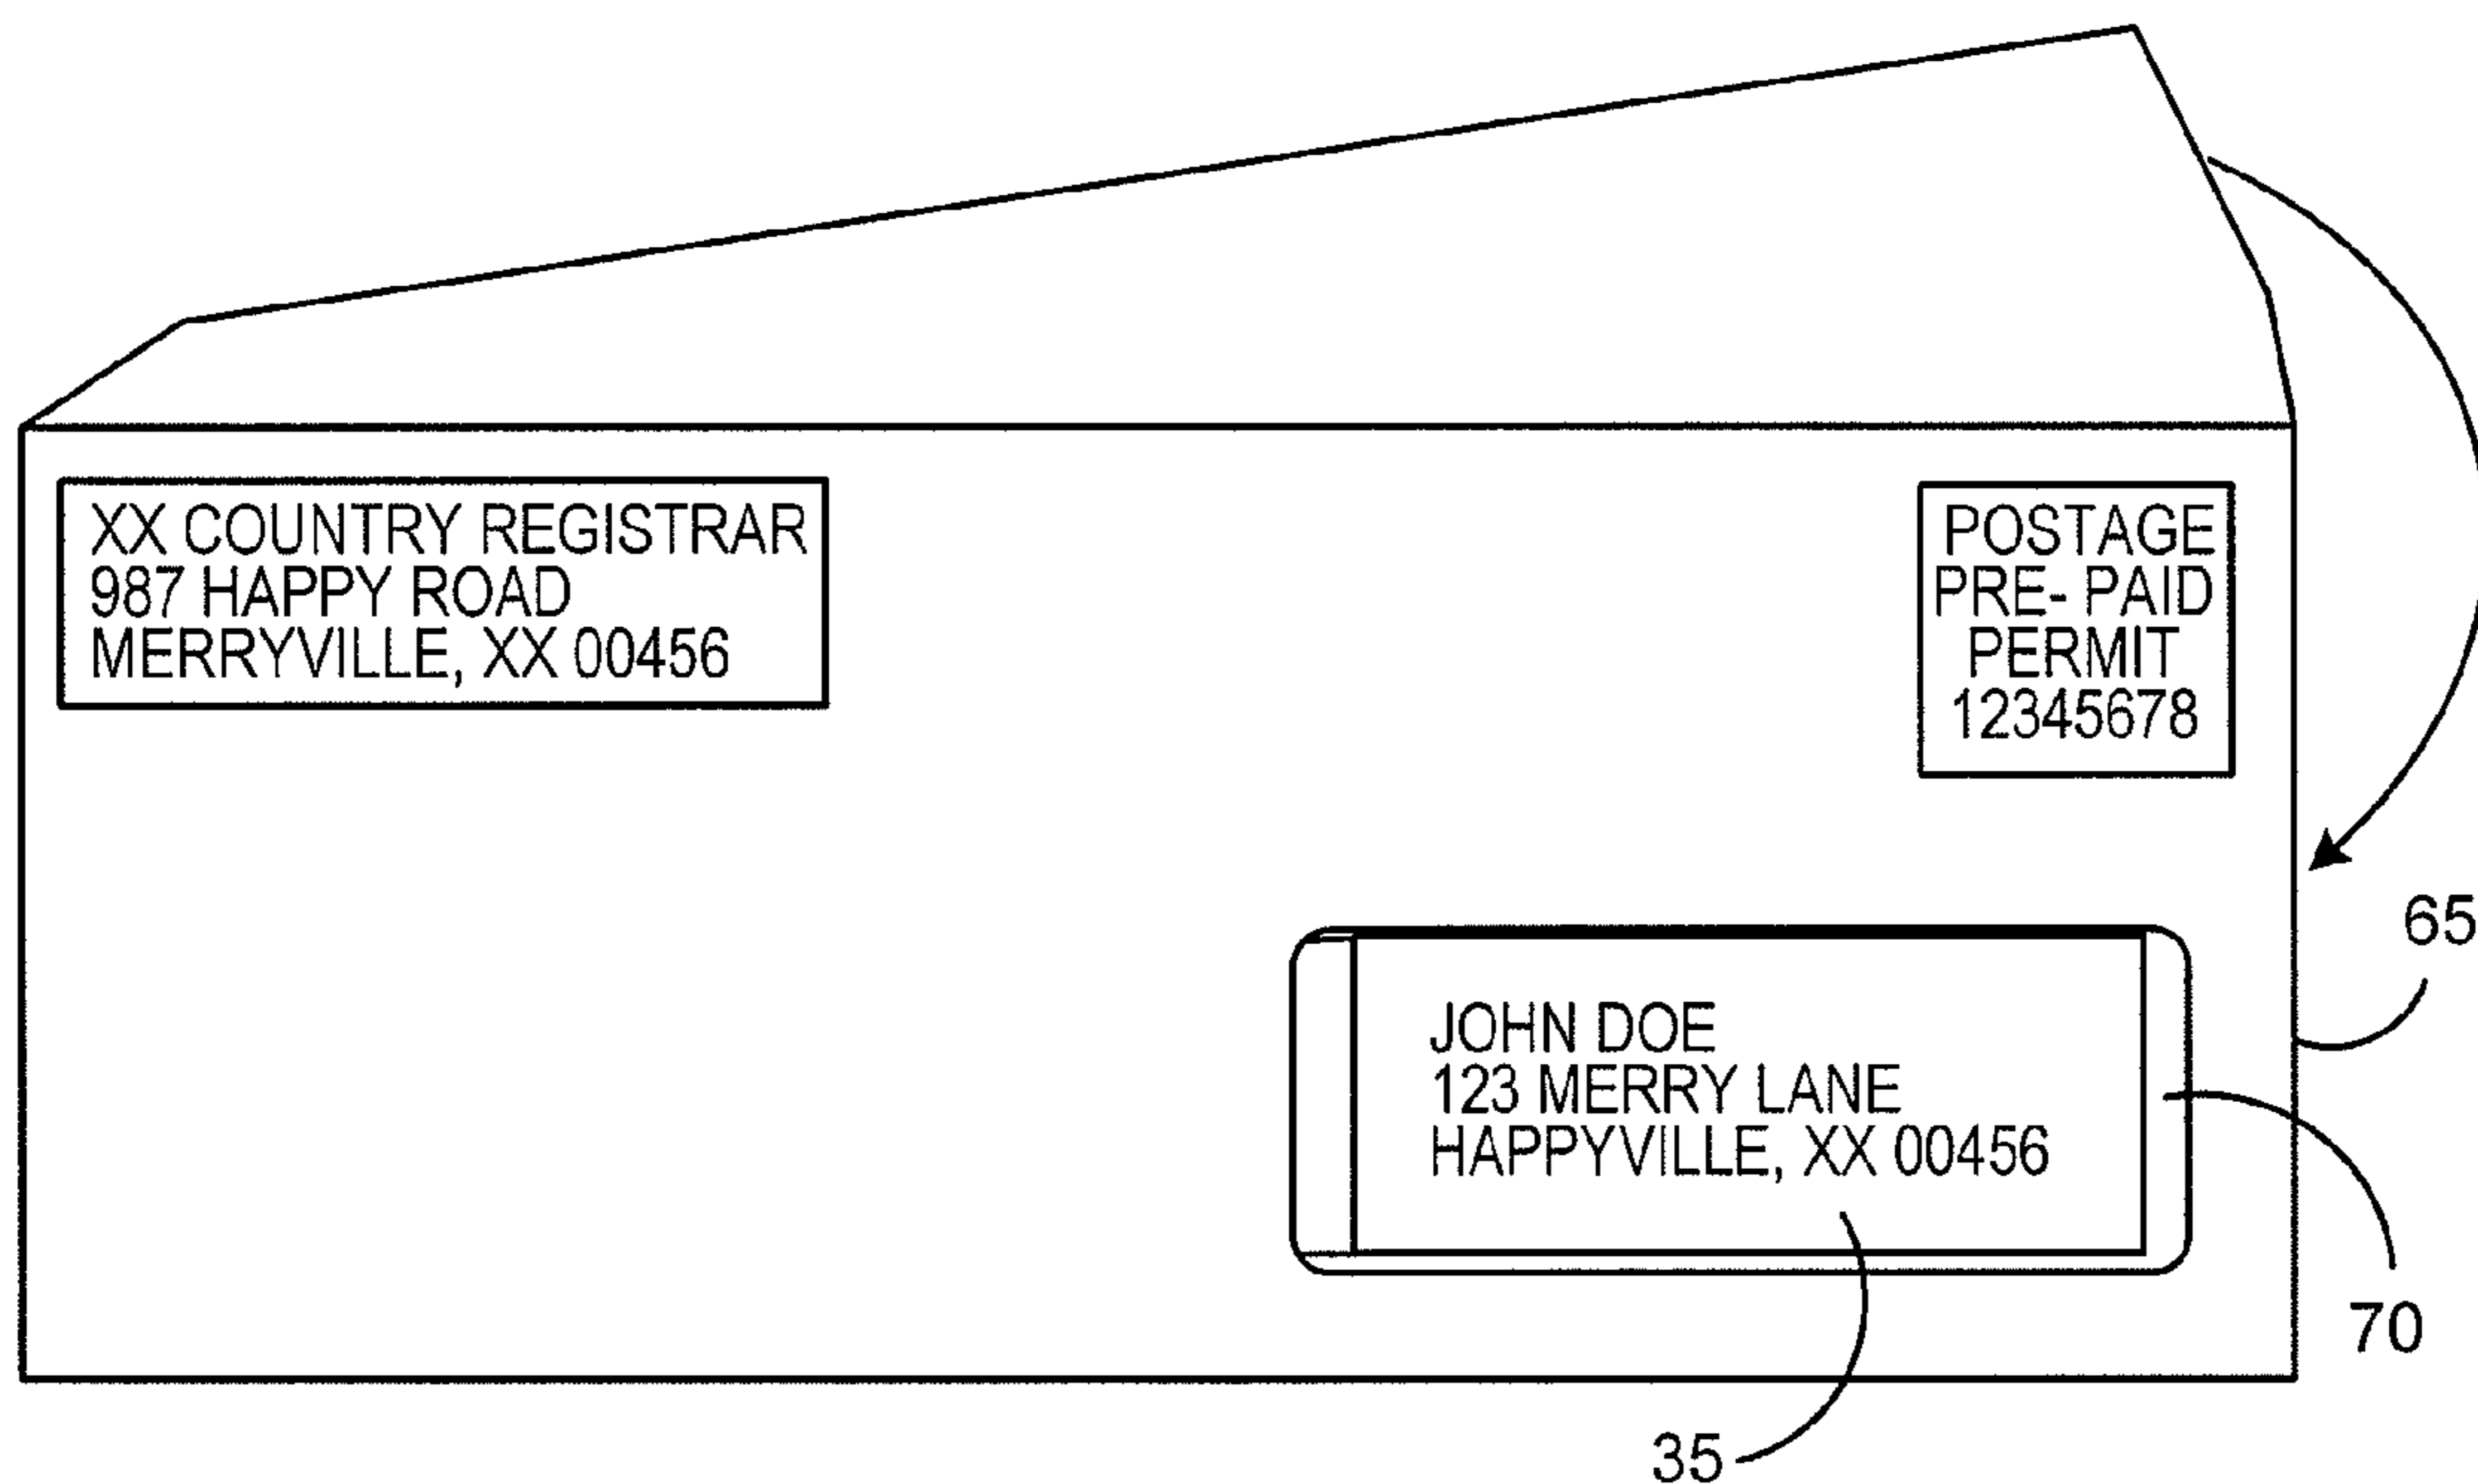 XX COUNTRY REGISTRAR
987 HAPPY ROAD
MERRYVILLE, XX 00456
POSTAGE
PRE- PAID
PERMIT
12345678
65
JOHN DOE
123 MERRY LANE
HAPPYVILLE, XX 00456
70
35